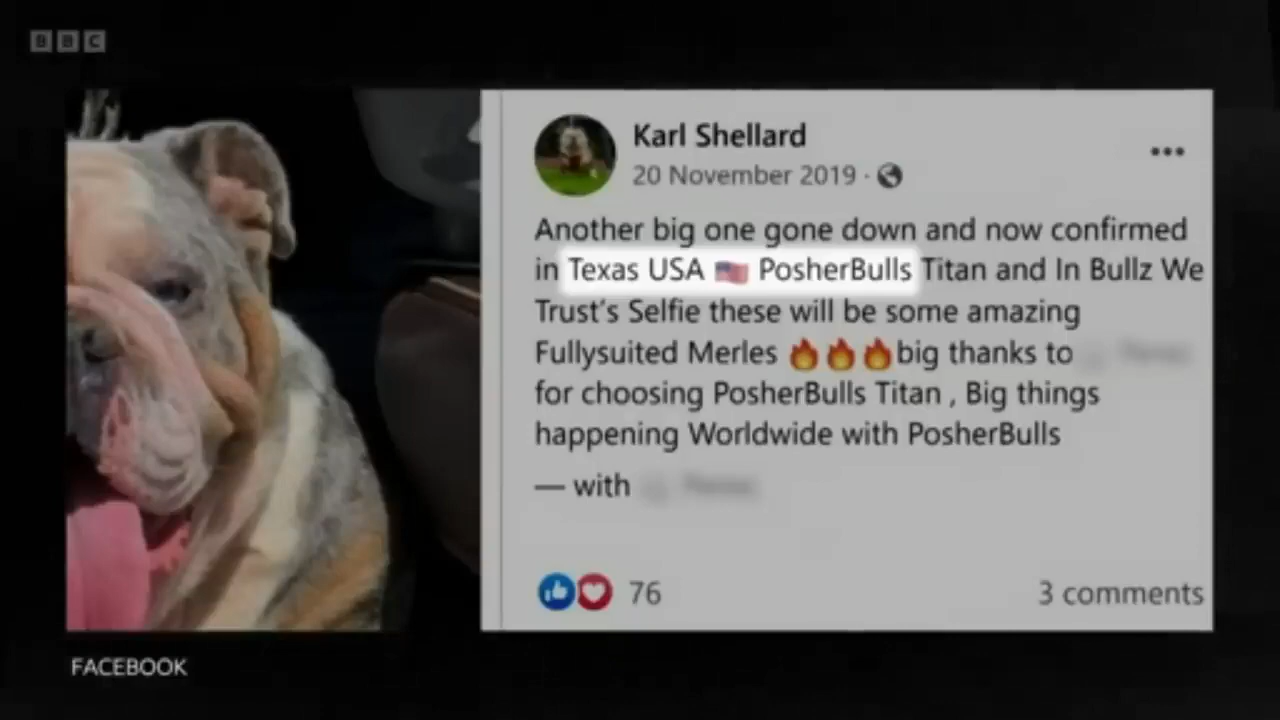 BBC
Karl Shellard
20 November 2019 ·
Another big one gone down and now confirmed
in Texas USA 🇺🇸 PosherBulls Titan and In Bullz We
Trust's Selfie these will be some amazing
Fullysuited Merles 🔥🔥🔥big thanks to
for choosing PosherBulls Titan , Big things
happening Worldwide with PosherBulls
— with
76
3 comments
FACEBOOK